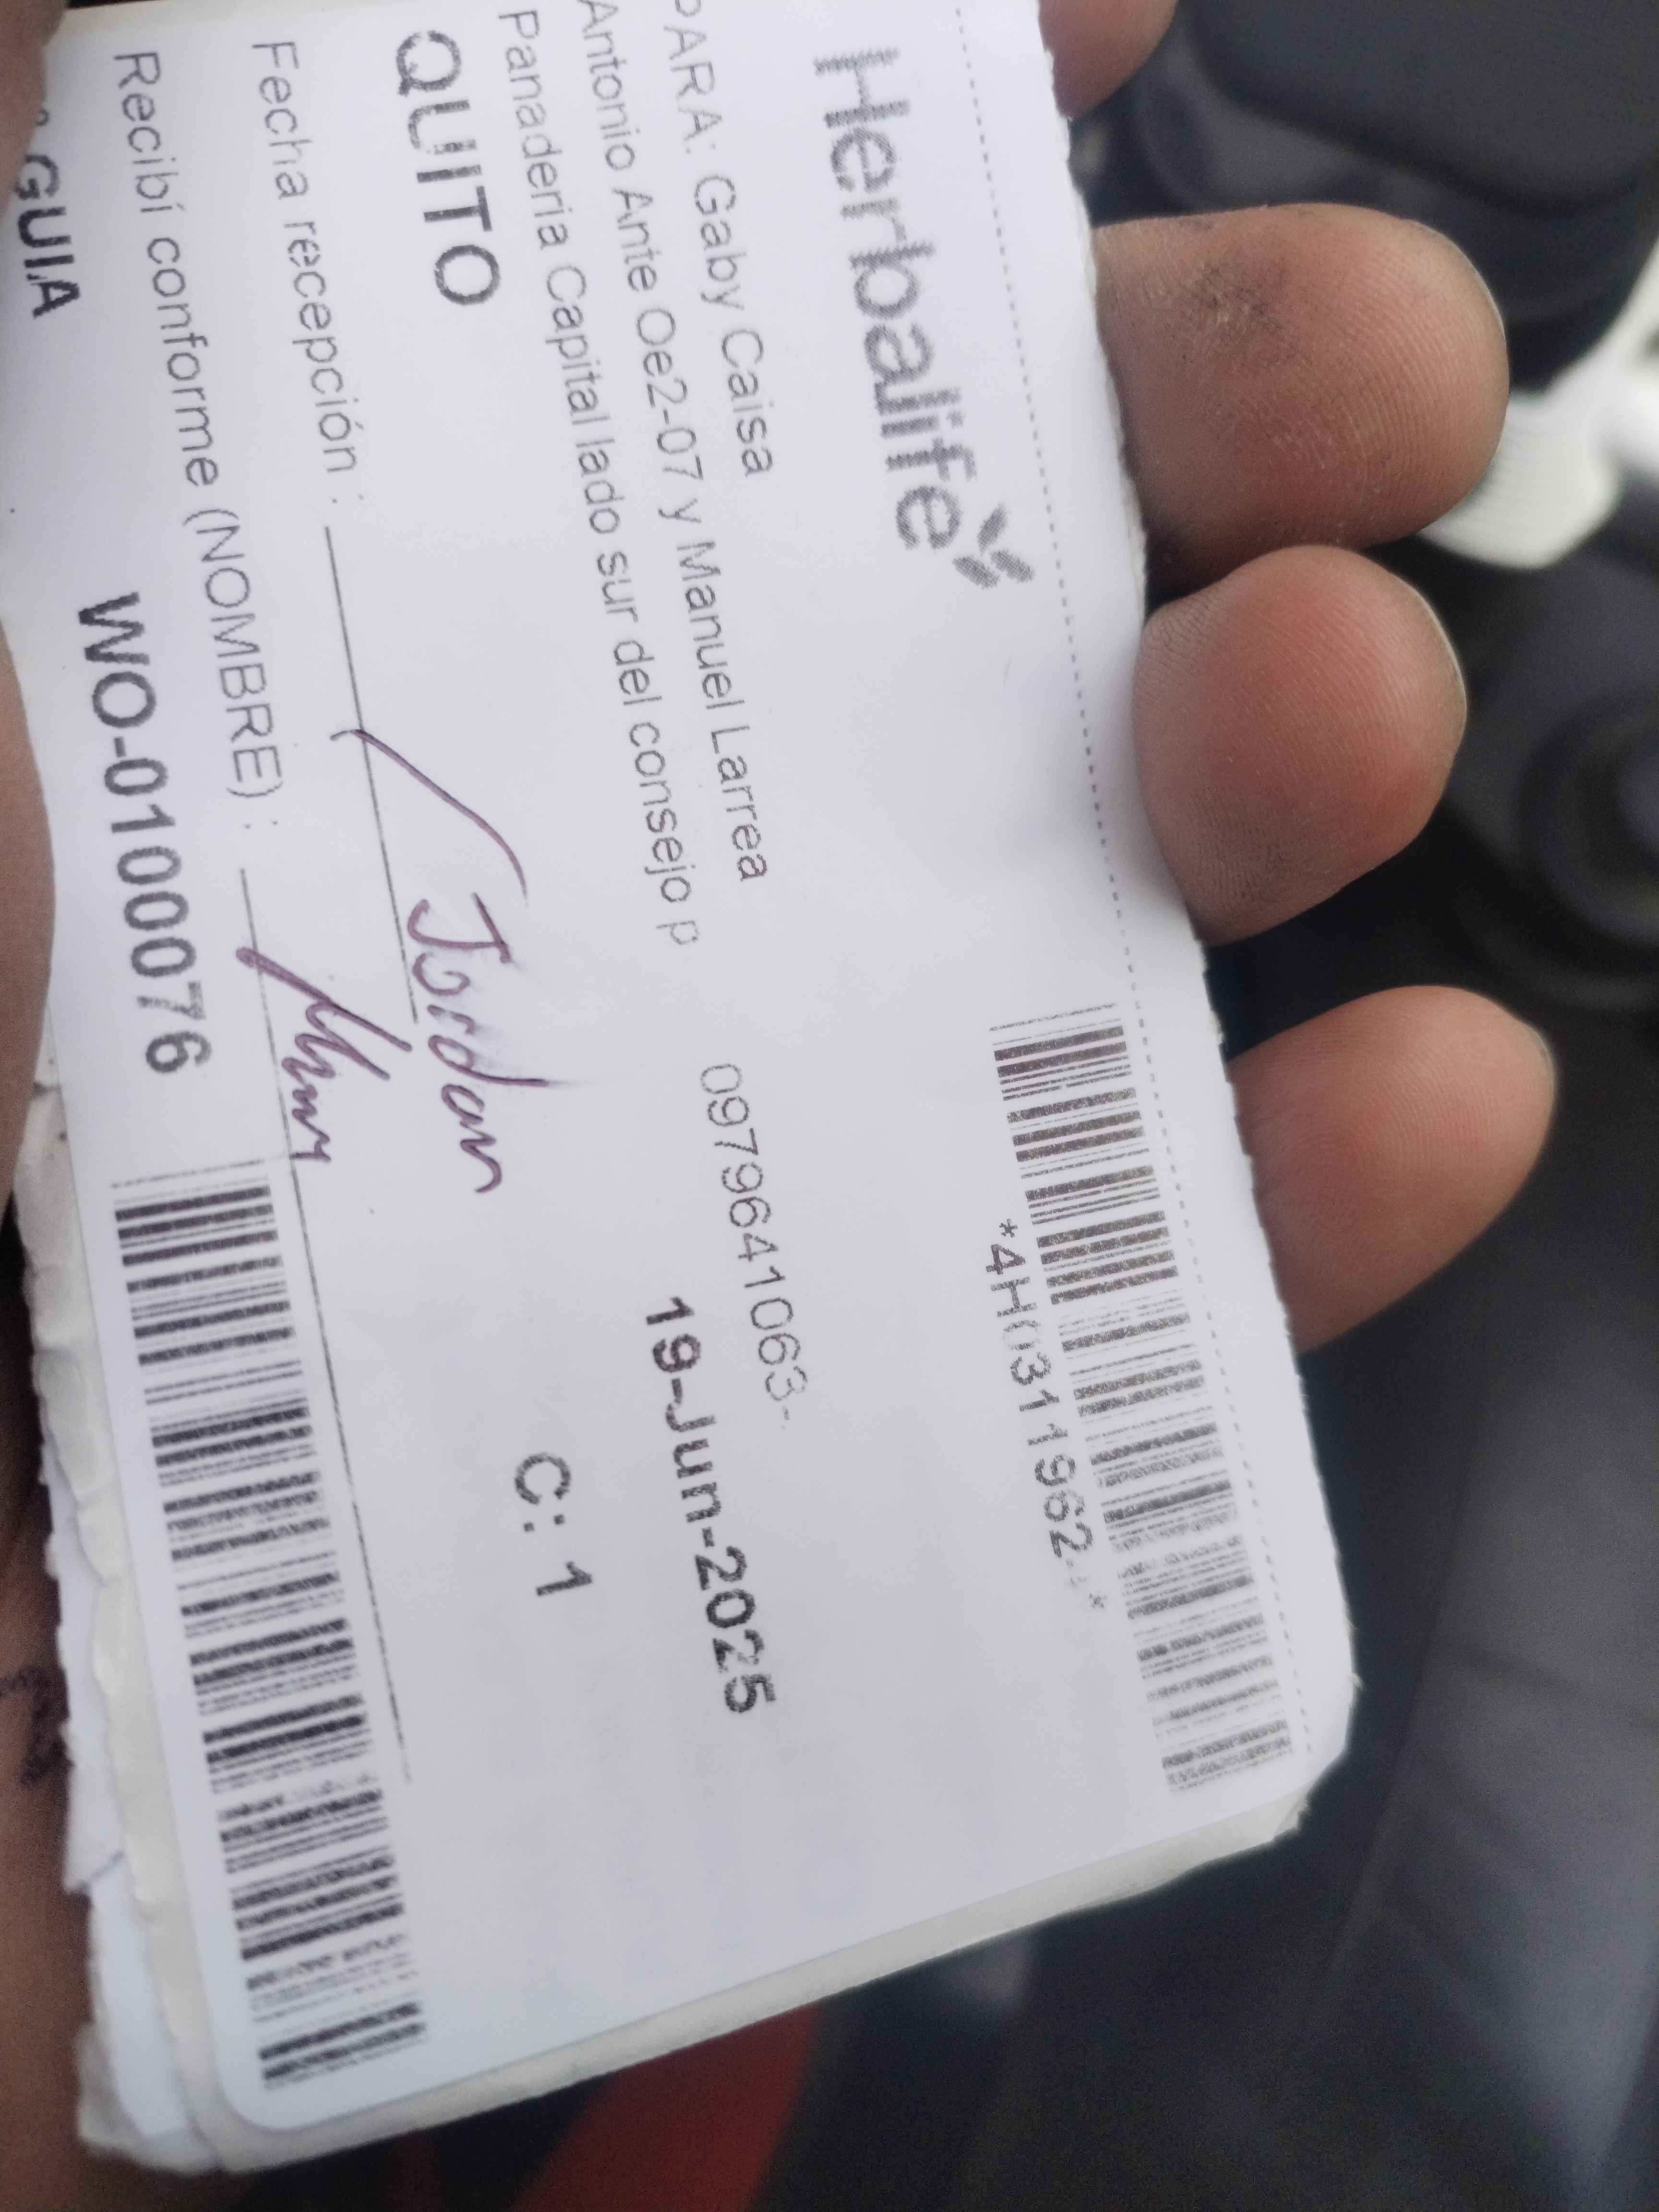 Herbalife
*4H0311962
PARA: Gaby Caisa
0979641063-
Antonio Ante Oe2-07 y Manuel Larrea
Panaderia Capital lado sur del consejo p
19-Jun-2025
QUITO
C: 1
Jordan
Fecha recepción :
Recibí conforme (NOMBRE) :
GUIA
WO-0100076